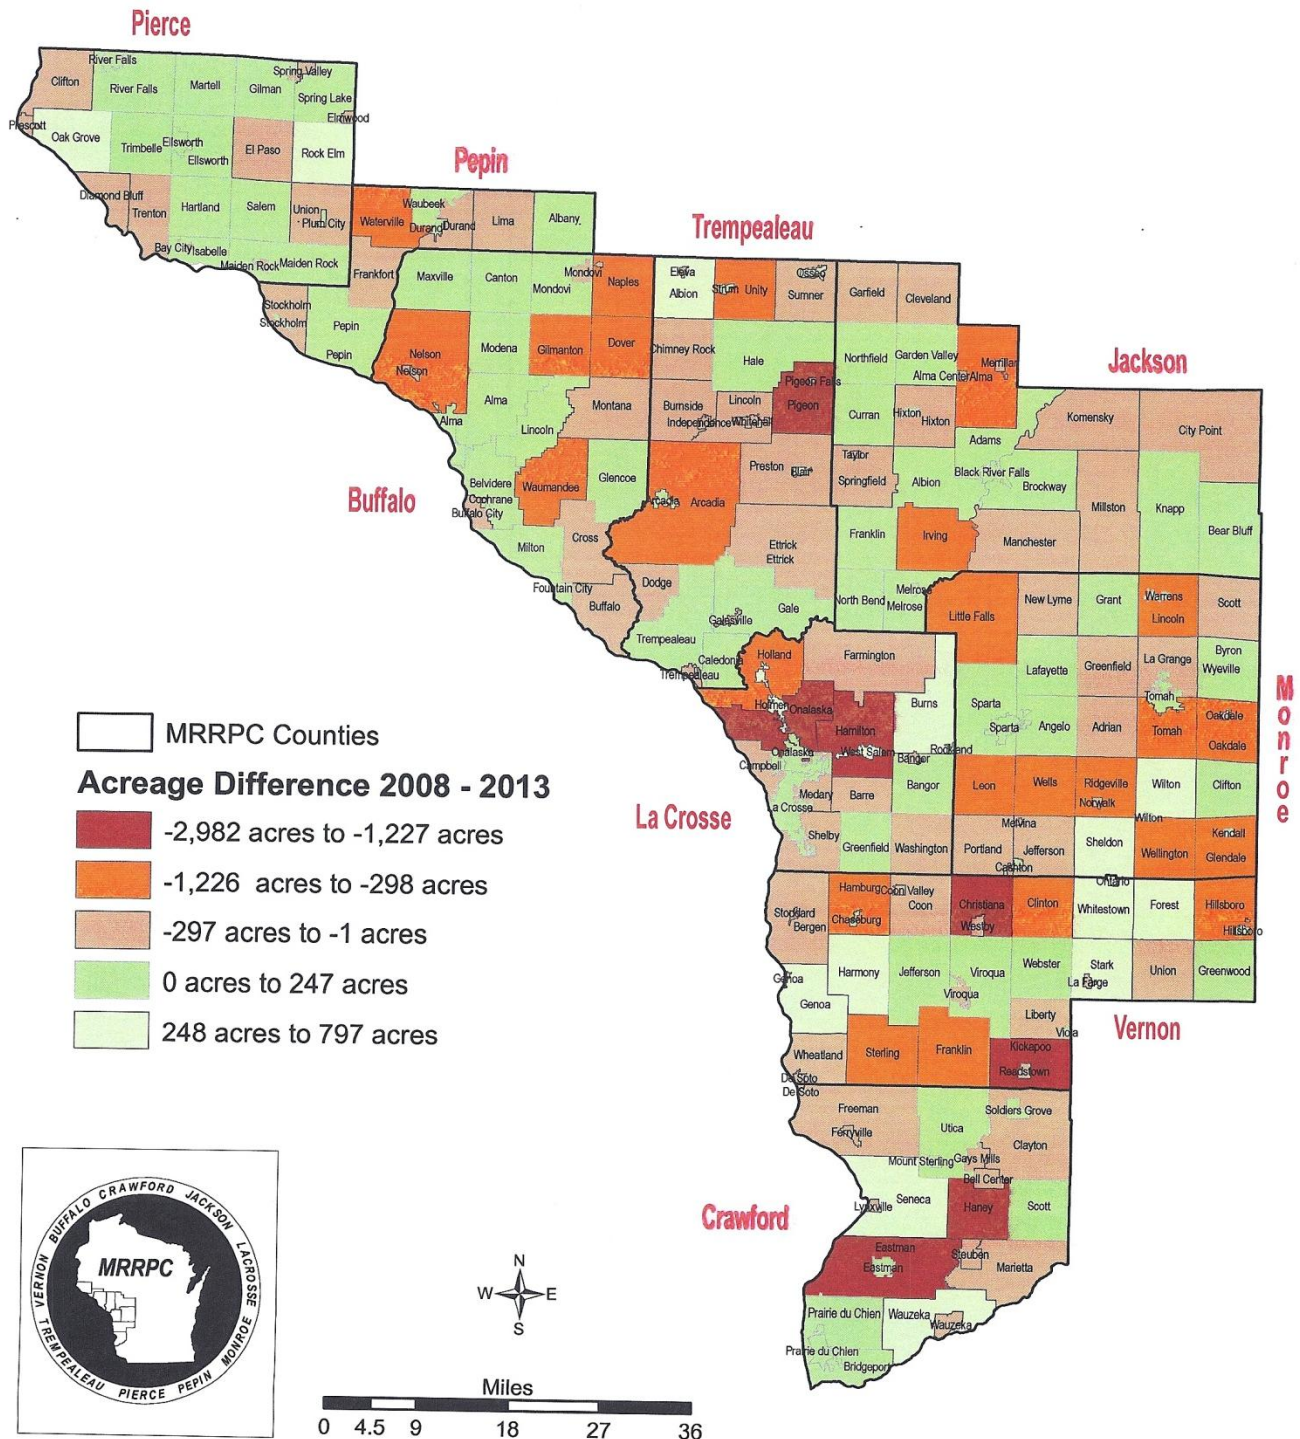 Pierce
River Falls
Clifton
River Falls
Martell
Gilman
Spring Valley
Spring Lake
Elmwood
Prescott
Oak Grove
Trimbelle
Ellsworth
Ellsworth
El Paso
Rock Elm
Diamond Bluff
Trenton
Hartland
Salem
Union
Plum City
Bay City
Isabelle
Maiden Rock
Maiden Rock
Pepin
Waterville
Waubeek
Durand
Durand
Lima
Albany
Frankfort
Stockholm
Stockholm
Pepin
Pepin
Buffalo
Maxville
Canton
Mondovi
Mondovi
Naples
Nelson
Nelson
Modena
Gilmanton
Dover
Alma
Alma
Lincoln
Montana
Belvidere
Cochrane
Buffalo City
Waumandee
Glencoe
Milton
Cross
Fountain City
Buffalo
Trempealeau
Eleva
Albion
Strum
Unity
Osseo
Sumner
Chimney Rock
Hale
Pigeon Falls
Pigeon
Burnside
Lincoln
Independence
Whitehall
Preston
Blair
Arcadia
Arcadia
Ettrick
Ettrick
Dodge
Gale
Galesville
Trempealeau
Caledonia
Trempealeau
Jackson
Garfield
Cleveland
Northfield
Garden Valley
Alma Center
Alma
Merrillan
Curran
Hixton
Hixton
Adams
Komensky
City Point
Taylor
Springfield
Albion
Black River Falls
Brockway
Millston
Knapp
Bear Bluff
Franklin
Irving
Manchester
North Bend
Melrose
Melrose
Monroe
Little Falls
New Lyme
Grant
Warrens
Lincoln
Scott
Lafayette
Greenfield
La Grange
Byron
Wyeville
Sparta
Sparta
Angelo
Adrian
Tomah
Tomah
Oakdale
Oakdale
Leon
Wells
Ridgeville
Norwalk
Wilton
Clifton
Melvina
Wilton
Portland
Jefferson
Cashton
Sheldon
Wellington
Kendall
Glendale
Ontario
La Crosse
Holland
Farmington
Holmen
Onalaska
Hamilton
Burns
Onalaska
West Salem
Bangor
Rockland
Campbell
Medary
Barre
Bangor
La Crosse
Shelby
Greenfield
Washington
Vernon
Stoddard
Bergen
Hamburg
Chaseburg
Coon Valley
Coon
Christiana
Westby
Clinton
Whitestown
Forest
Hillsboro
Hillsboro
Genoa
Genoa
Harmony
Jefferson
Viroqua
Viroqua
Webster
Stark
La Farge
Union
Greenwood
Liberty
Viola
Wheatland
Sterling
Franklin
Kickapoo
Readstown
De Soto
De Soto
Crawford
Freeman
Ferryville
Utica
Soldiers Grove
Clayton
Mount Sterling
Gays Mills
Bell Center
Seneca
Lynxville
Haney
Scott
Eastman
Eastman
Steuben
Marietta
Prairie du Chien
Wauzeka
Wauzeka
Prairie du Chien
Bridgeport
MRRPC Counties
Acreage Difference 2008 - 2013
-2,982 acres to -1,227 acres
-1,226 acres to -298 acres
-297 acres to -1 acres
0 acres to 247 acres
248 acres to 797 acres
VERNON BUFFALO CRAWFORD JACKSON LACROSSE
MRRPC
TREMPEALEAU PIERCE PEPIN MONROE
N
W E
S
Miles
0 4.5 9 18 27 36